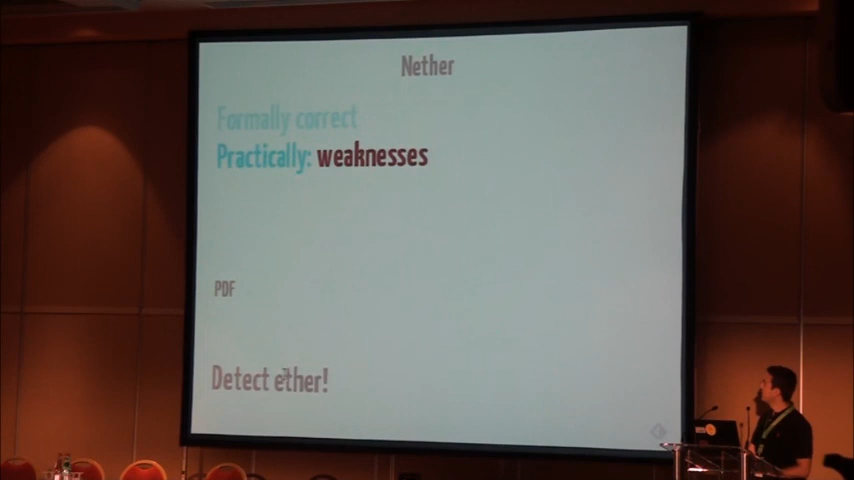 Nether
Formally correct
Practically: weaknesses
PDF
Detect ether!